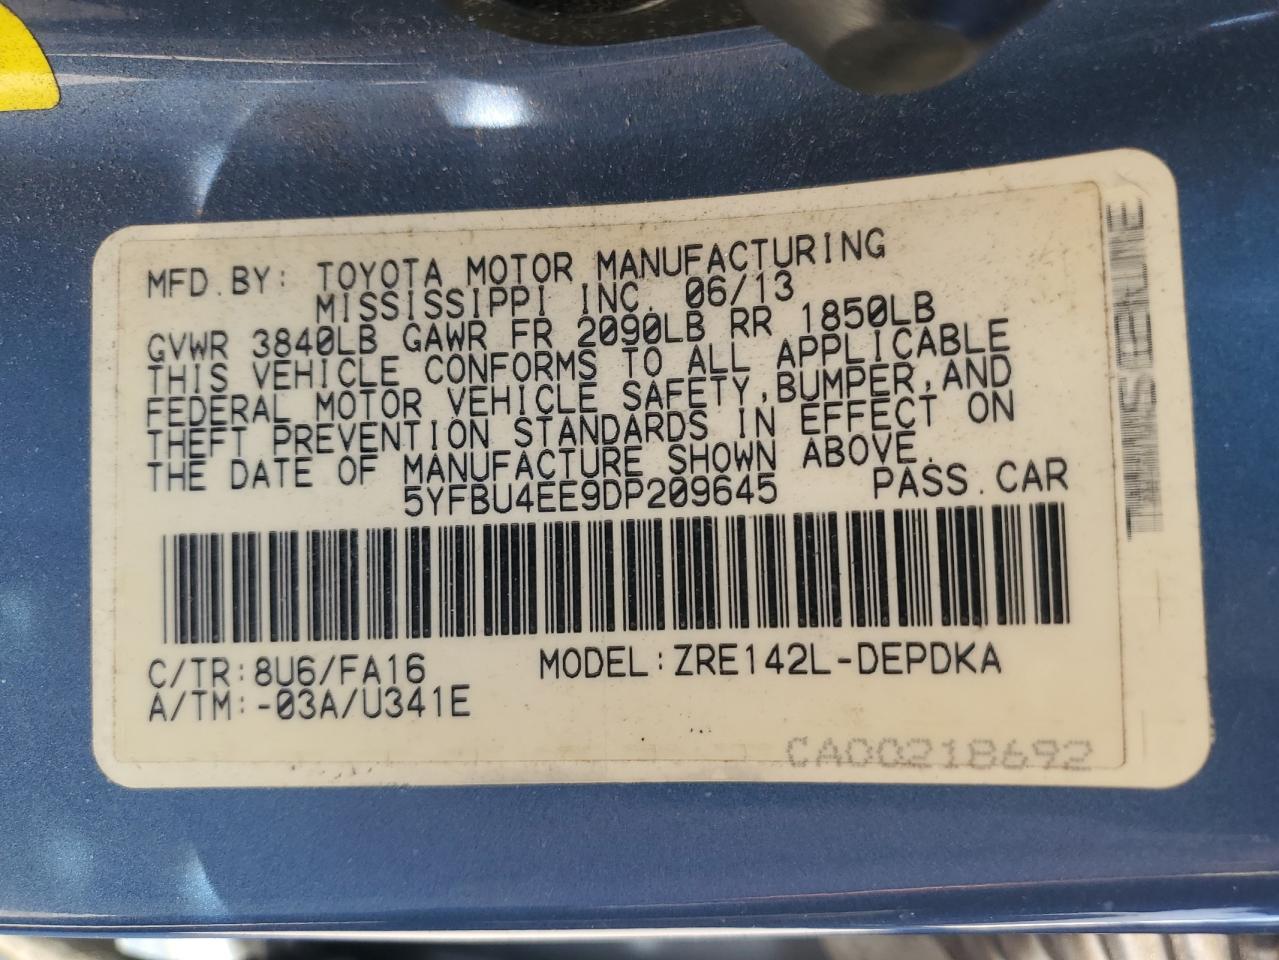 MFD.BY: TOYOTA MOTOR MANUFACTURING
MISSISSIPPI INC. 06/13
GVWR 3840LB GAWR FR 2090LB RR 1850LB
THIS VEHICLE CONFORMS TO ALL APPLICABLE
FEDERAL MOTOR VEHICLE SAFETY,BUMPER,AND
THEFT PREVENTION STANDARDS IN EFFECT ON
THE DATE OF MANUFACTURE SHOWN ABOVE.
5YFBU4EE9DP209645 PASS.CAR
C/TR:8U6/FA16 MODEL:ZRE142L-DEPDKA
A/TM:-03A/U341E
CA00218692